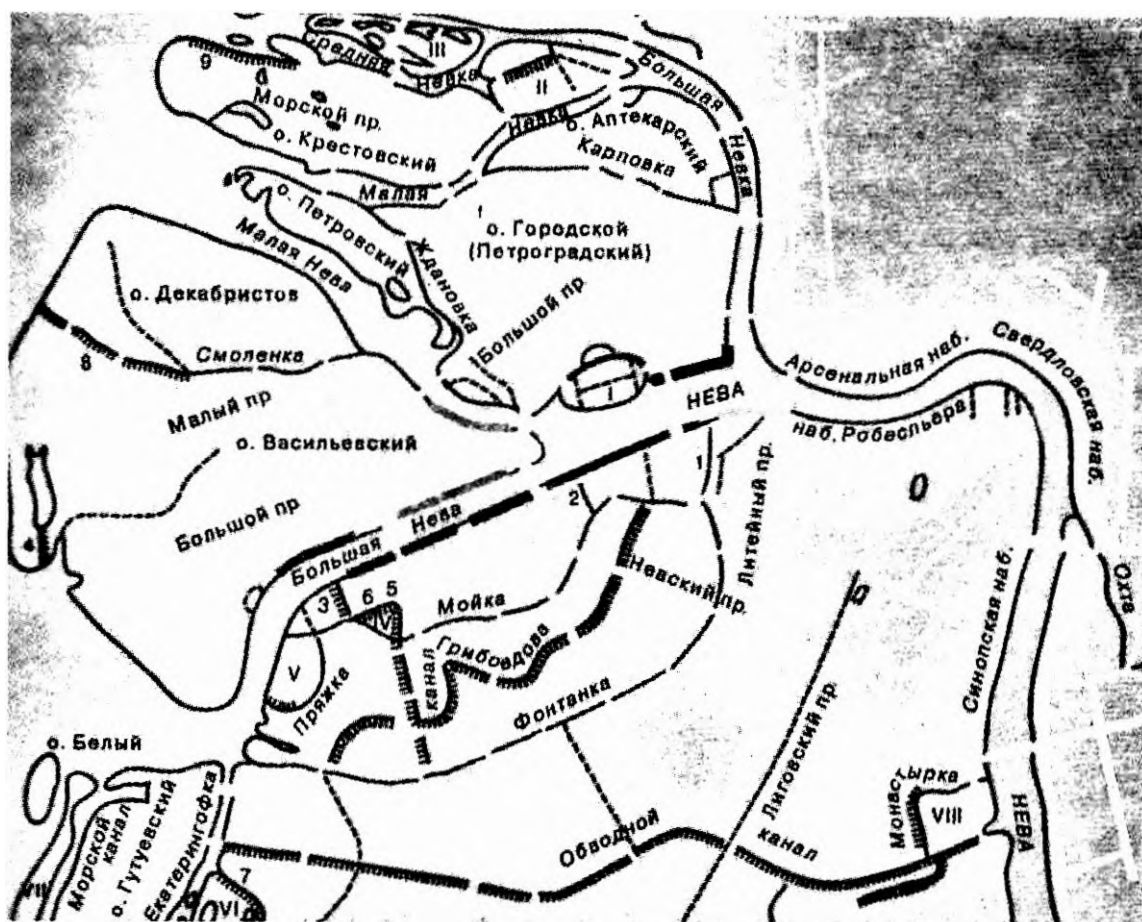 III
Средняя
Невка
9
Морской пр.
II
Большая
Невка
о. Крестовский
Невка
о. Аптекарский
Карповка
Малая
1
о. Петровский
о. Городской
(Петроградский)
Малая Нева
Ждановка
о. Декабристов
Большой пр.
Смоленка
8
I
НЕВА
Арсенальная наб.
Свердловская наб.
Малый пр
наб. Робеспьера
о. Васильевский
1
2
Литейный пр.
Большой пр
Большая
Нева
4
Невский пр.
3
6
5
Мойка
Охта
канал
Грибоедова
Синопская наб.
V
Пряжка
Фонтанка
Лиговский пр.
о. Белый
Монастырка
VIII
НЕВА
Морской
канал
о. Гутуевский
Екатерингофка
Обводной
канал
7
VII
VI